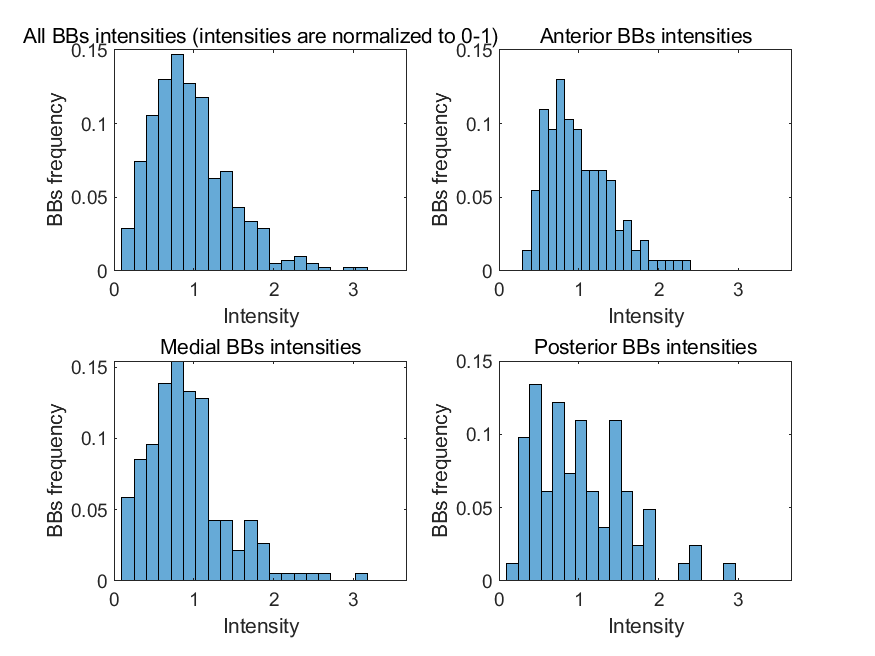 All BBs intensities (intensities are normalized to 0-1)
0.15
0.1
0.05
0
BBs frequency
0 1 2 3
Intensity
Anterior BBs intensities
0.15
0.1
0.05
0
BBs frequency
0 1 2 3
Intensity
Medial BBs intensities
0.15
0.1
0.05
0
BBs frequency
0 1 2 3
Intensity
Posterior BBs intensities
0.15
0.1
0.05
0
BBs frequency
0 1 2 3
Intensity